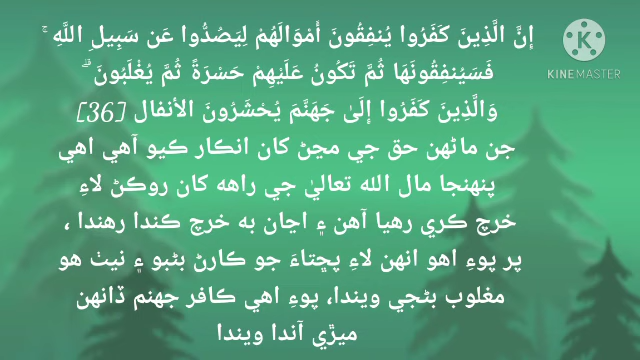 إِنَّ الَّذِينَ كَفَرُوا يُنفِقُونَ أَمْوَالَهُمْ لِيَصُدُّوا عَن سَبِيلِ اللَّهِ ۚ
فَسَيُنفِقُونَهَا ثُمَّ تَكُونُ عَلَيْهِمْ حَسْرَةً ثُمَّ يُغْلَبُونَ ۗ
وَالَّذِينَ كَفَرُوا إِلَىٰ جَهَنَّمَ يُحْشَرُونَ الأنفال [36]
جن ماڻهن حق جي مڃڻ کان انڪار ڪيو آهي اهي
پنهنجا مال الله تعاليٰ جي راهه کان روڪڻ لاءِ
خرچ ڪري رهيا آهن ۽ اڃان به خرچ ڪندا رهندا ،
پر پوءِ اهو انهن لاءِ پڇتاءَ جو ڪارڻ بڻبو ۽ نيٺ هو
مغلوب بڻجي ويندا، پوءِ اهي ڪافر جهنم ڏانهن
ميڙي آندا ويندا
K
KINEMASTER